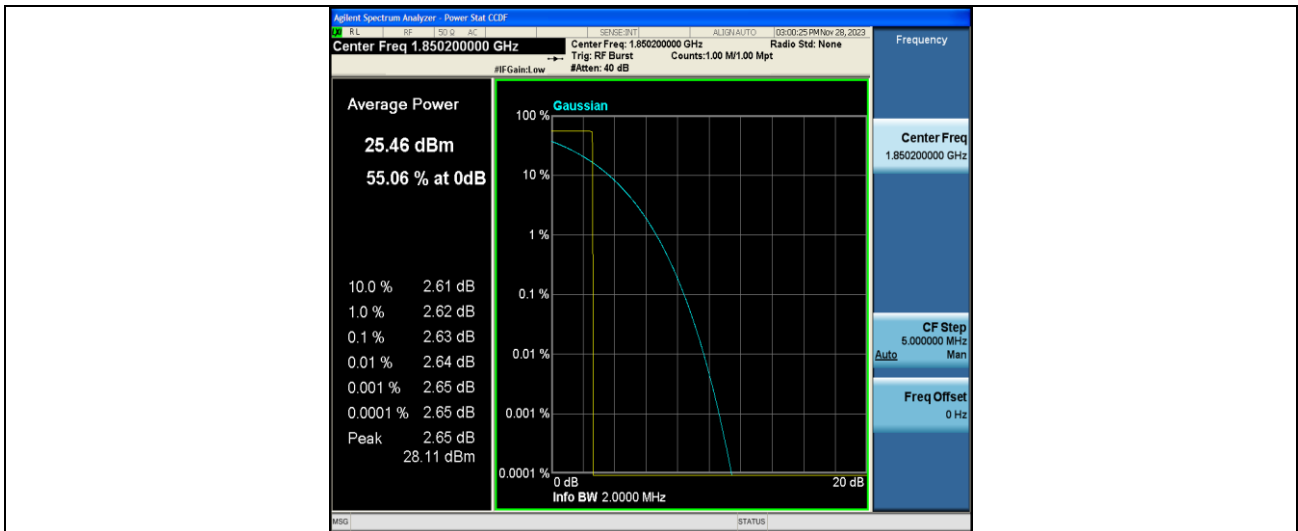 Agilent Spectrum Analyzer - Power Stat CCDF
RL RF 50 Ω AC SENSE:INT ALIGN AUTO 03:00:25 PM Nov 28, 2023
Center Freq 1.850200000 GHz
Center Freq: 1.850200000 GHz Radio Std: None
Trig: RF Burst Counts:1.00 M/1.00 Mpt
#IFGain:Low #Atten: 40 dB
Frequency
Average Power
25.46 dBm
55.06 % at 0dB
10.0 % 2.61 dB
1.0 % 2.62 dB
0.1 % 2.63 dB
0.01 % 2.64 dB
0.001 % 2.65 dB
0.0001 % 2.65 dB
Peak 2.65 dB
28.11 dBm
Gaussian
100 %
10 %
1 %
0.1 %
0.01 %
0.001 %
0.0001 %
0 dB 20 dB
Info BW 2.0000 MHz
Center Freq
1.850200000 GHz
CF Step
5.000000 MHz
Auto Man
Freq Offset
0 Hz
MSG STATUS